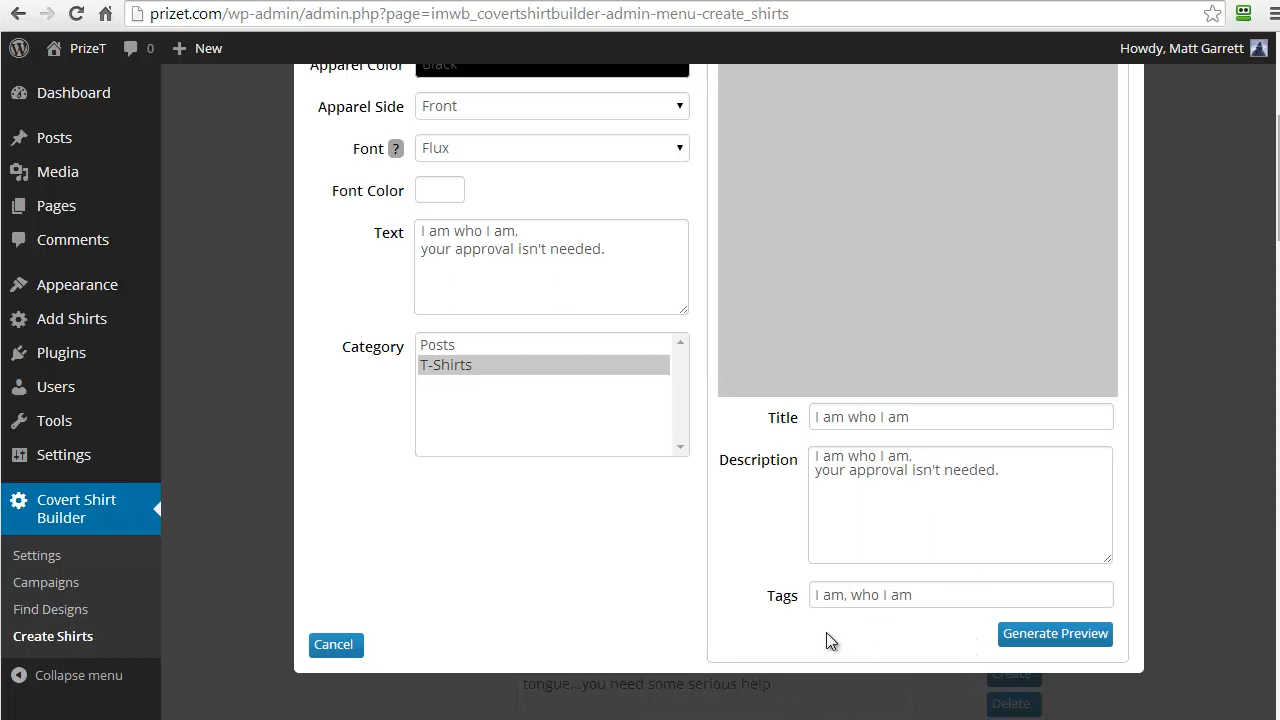 prizet.com/wp-admin/admin.php?page=imwb_covertshirtbuilder-admin-menu-create_shirts
PrizeT
0
New
Howdy, Matt Garrett
Dashboard
Posts
Media
Pages
Comments
Appearance
Add Shirts
Plugins
Users
Tools
Settings
Covert Shirt
Builder
Settings
Campaigns
Find Designs
Create Shirts
Collapse menu
Apparel Color
Black
Apparel Side
Front
Font ?
Flux
Font Color
Text
I am who I am,
your approval isn't needed.
Category
Posts
T-Shirts
Cancel
Title
I am who I am
Description
I am who I am,
your approval isn't needed.
Tags
I am, who I am
Generate Preview
tongue...you need some serious help
Create
Delete